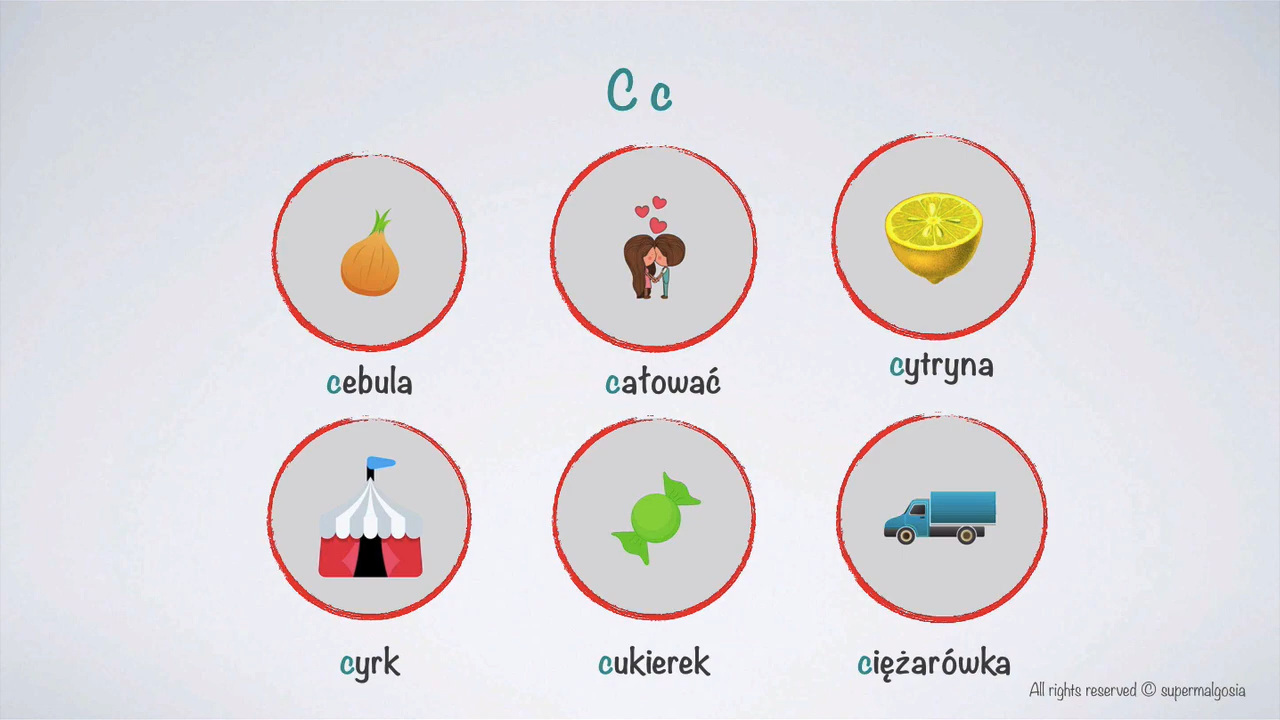 C c
cebula
całować
cytryna
cyrk
cukierek
ciężarówka
All rights reserved © supermalgosia